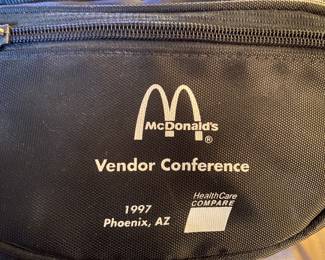 McDonald's
®
Vendor Conference
1997
Phoenix, AZ
HealthCare
COMPARE